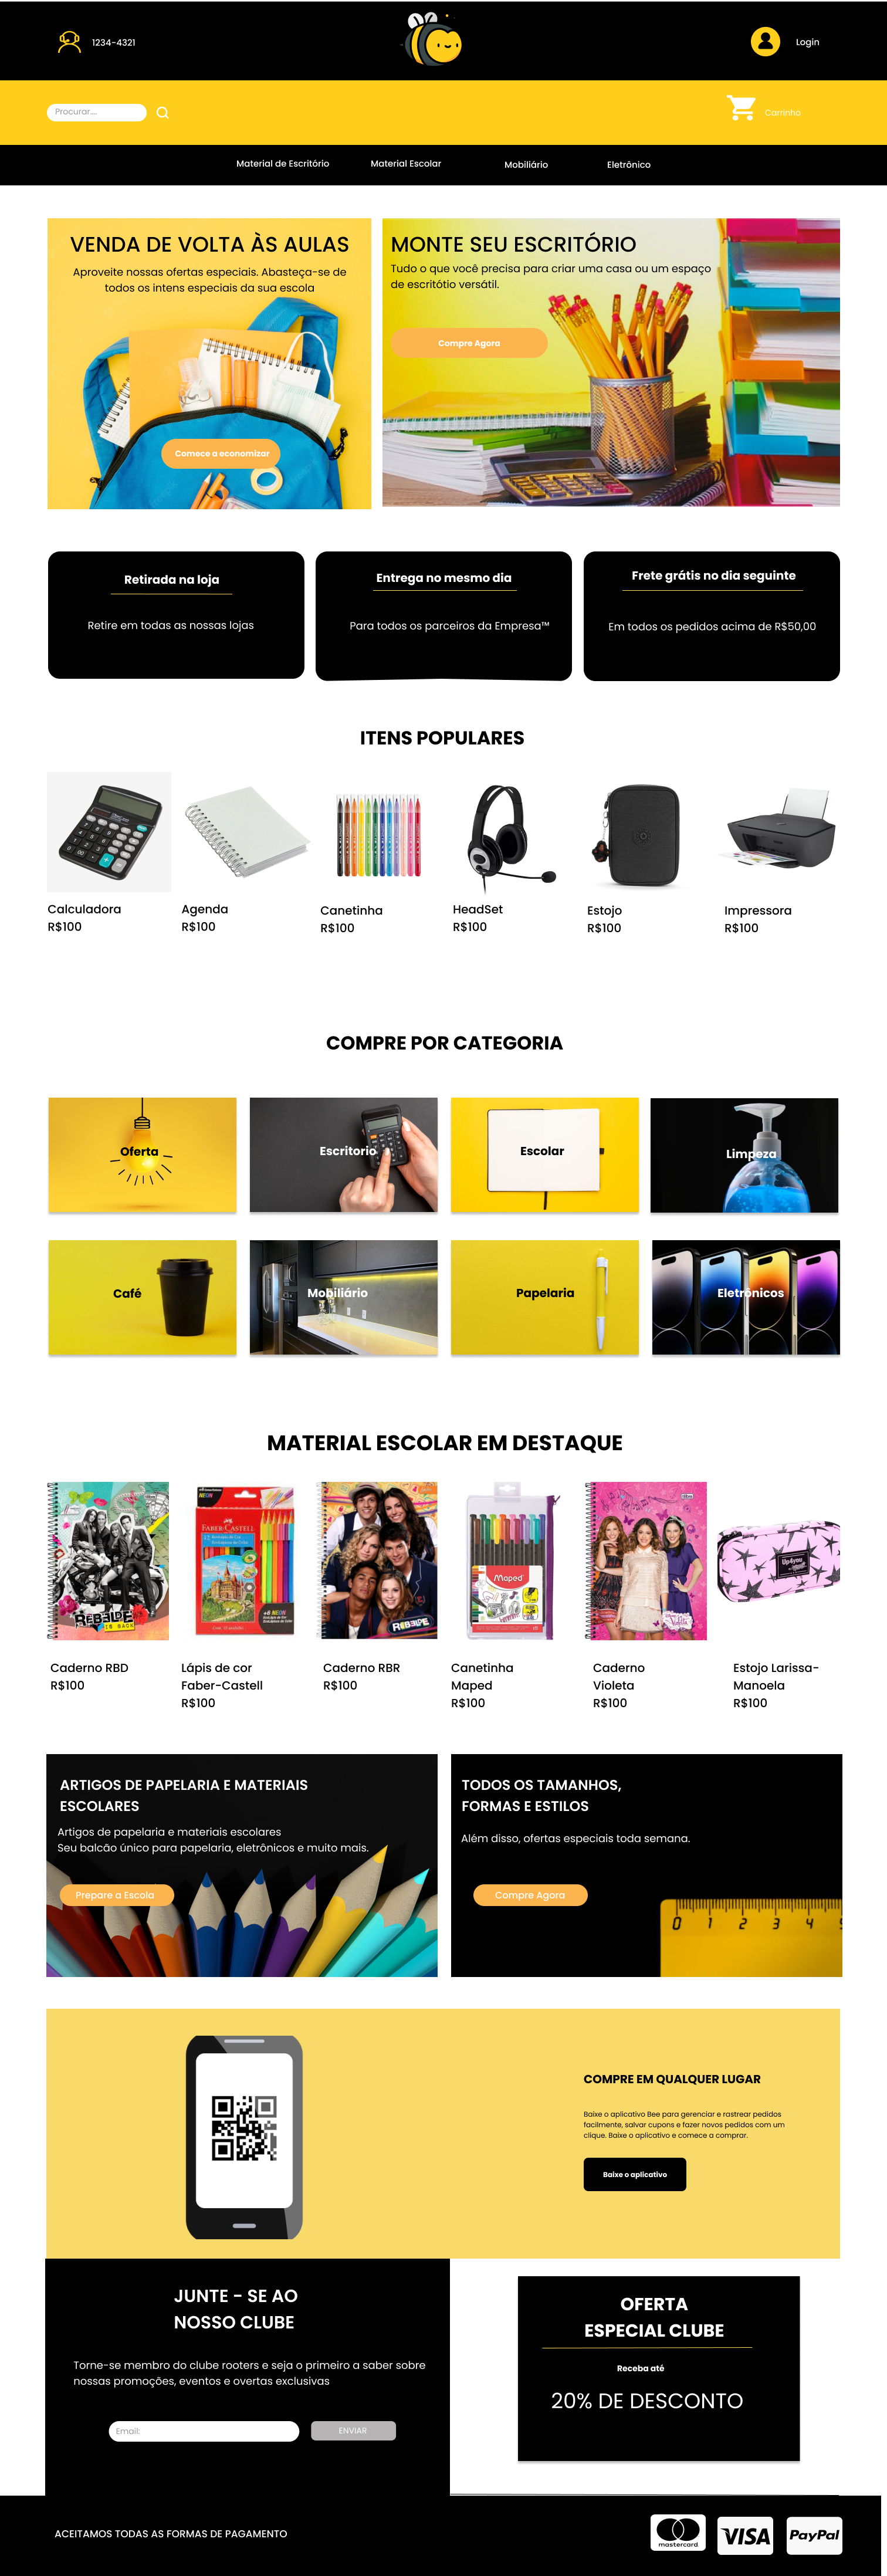 1234-4321
Login
Procurar....
Carrinho
Material de Escritório
Material Escolar
Mobiliário
Eletrônico
VENDA DE VOLTA ÀS AULAS
Aproveite nossas ofertas especiais. Abasteça-se de
todos os intens especiais da sua escola
Comece a economizar
MONTE SEU ESCRITÓRIO
Tudo o que você precisa para criar uma casa ou um espaço
de escritótio versátil.
Compre Agora
Retirada na loja
Retire em todas as nossas lojas
Entrega no mesmo dia
Para todos os parceiros da Empresa™
Frete grátis no dia seguinte
Em todos os pedidos acima de R$50,00
ITENS POPULARES
Calculadora
R$100
Agenda
R$100
Canetinha
R$100
HeadSet
R$100
Estojo
R$100
Impressora
R$100
COMPRE POR CATEGORIA
Oferta
Escritorio
Escolar
Limpeza
Café
Mobiliário
Papelaria
Eletrônicos
MATERIAL ESCOLAR EM DESTAQUE
REBELDE
IS BACK
NEON
FABER-CASTELL
+6 NEON
REBELDE
Maped
Up4you
Caderno RBD
R$100
Lápis de cor
Faber-Castell
R$100
Caderno RBR
R$100
Canetinha
Maped
R$100
Caderno
Violeta
R$100
Estojo Larissa-
Manoela
R$100
ARTIGOS DE PAPELARIA E MATERIAIS
ESCOLARES
Artigos de papelaria e materiais escolares
Seu balcão único para papelaria, eletrônicos e muito mais.
Prepare a Escola
TODOS OS TAMANHOS,
FORMAS E ESTILOS
Além disso, ofertas especiais toda semana.
Compre Agora
0 1 2 3 4 5
COMPRE EM QUALQUER LUGAR
Baixe o aplicativo Bee para gerenciar e rastrear pedidos
facilmente, salvar cupons e fazer novos pedidos com um
clique. Baixe o aplicativo e comece a comprar.
Baixe o aplicativo
JUNTE - SE AO
NOSSO CLUBE
Torne-se membro do clube rooters e seja o primeiro a saber sobre
nossas promoções, eventos e overtas exclusivas
Email:
ENVIAR
OFERTA
ESPECIAL CLUBE
Receba até
20% DE DESCONTO
ACEITAMOS TODAS AS FORMAS DE PAGAMENTO
mastercard
VISA
PayPal